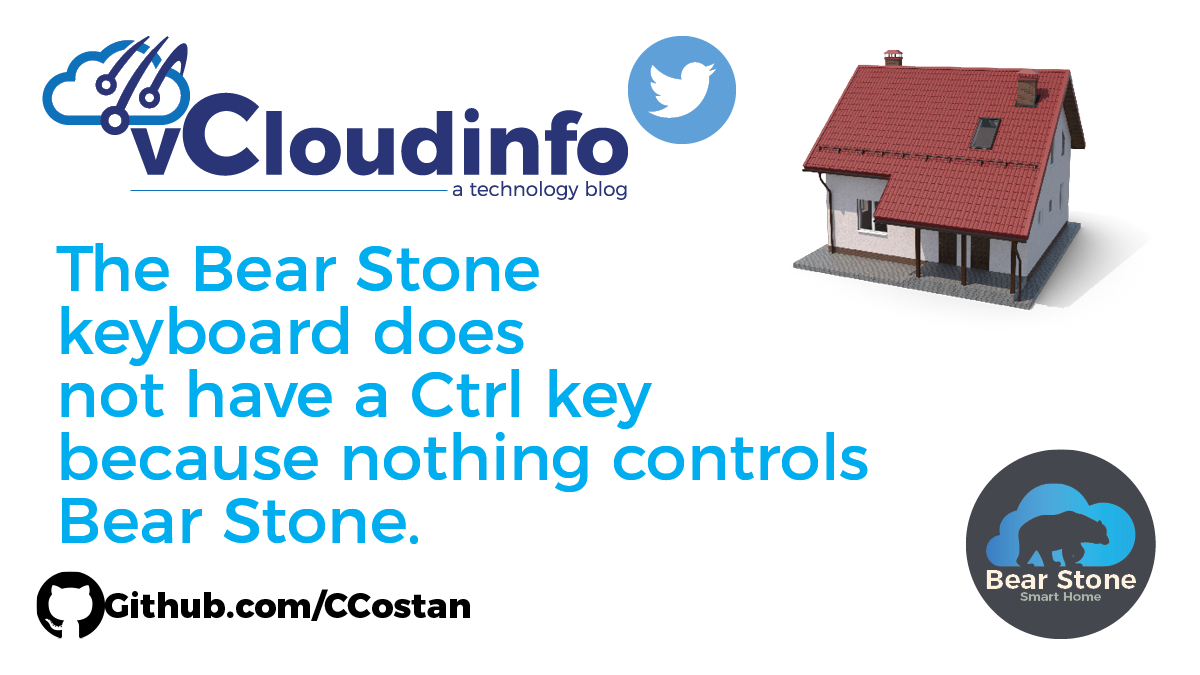 vCloudinfo
a technology blog
The Bear Stone
keyboard does
not have a Ctrl key
because nothing controls
Bear Stone.
Github.com/CCostan
Bear Stone
Smart Home